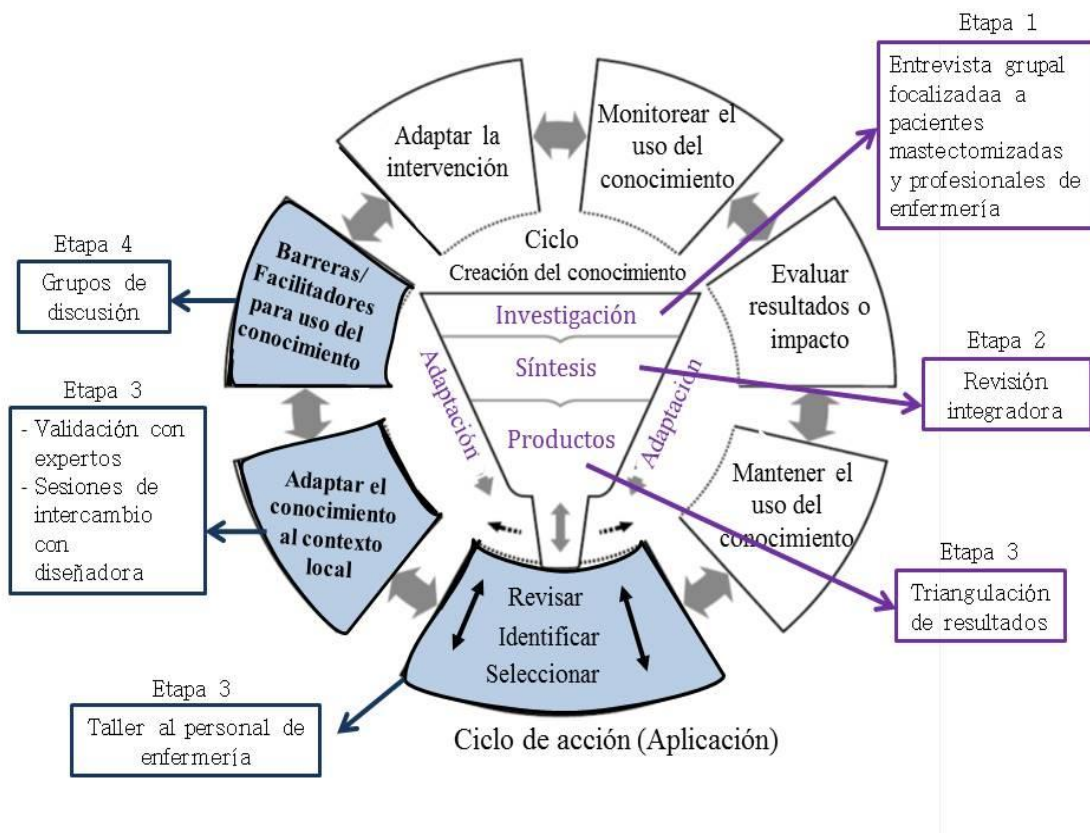 Etapa 1
Entrevista grupal
focalizadaa a
pacientes
mastectomizadas
y profesionales de
enfermería
Monitorear el
uso del
conocimiento
Adaptar la
intervención
Ciclo
Creación del conocimiento
Investigación
Síntesis
Productos
Adaptación
Adaptación
Evaluar
resultados o
impacto
Etapa 2
Revisión
integradora
Mantener el
uso del
conocimiento
Etapa 3
Triangulación
de resultados
Etapa 4
Grupos de
discusión
Barreras/
Facilitadores
para uso del
conocimiento
Etapa 3
- Validación con
expertos
- Sesiones de
intercambio
con
diseñadora
Adaptar el
conocimiento
al contexto
local
Revisar
Identificar
Seleccionar
Etapa 3
Taller al personal de
enfermería
Ciclo de acción (Aplicación)